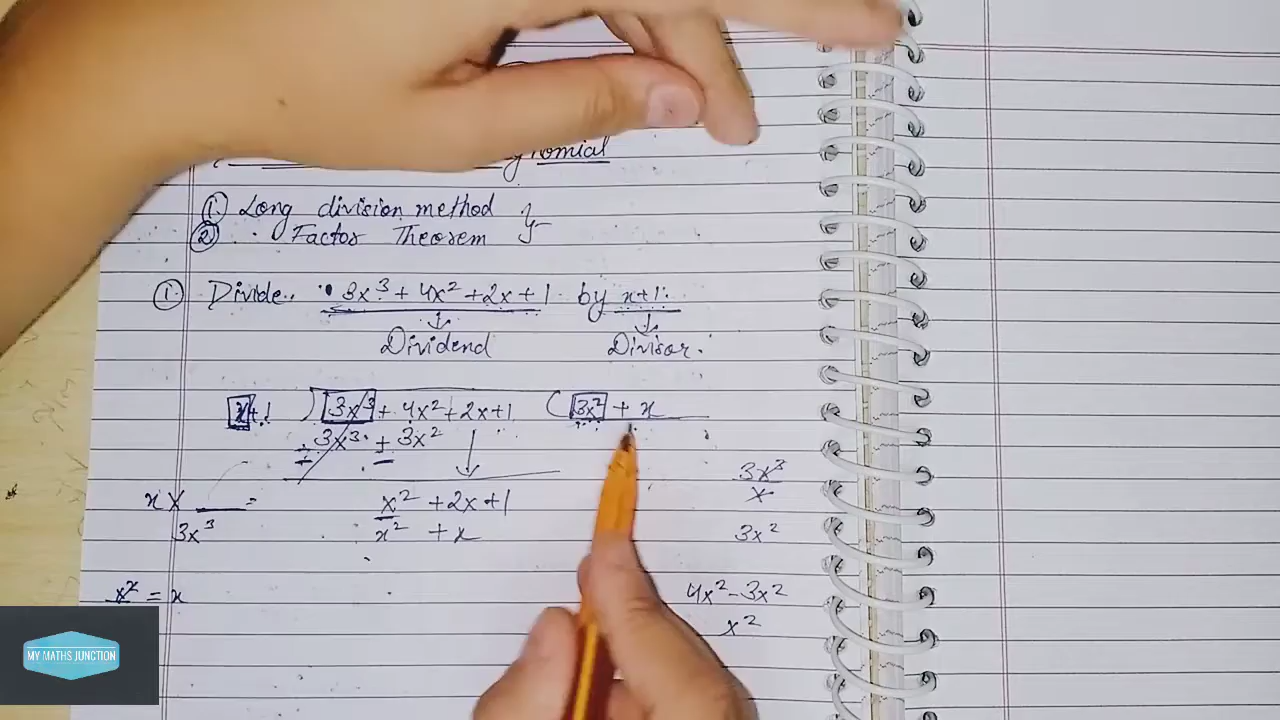 nomial
① Long division method
② Factor Theorem
① Divide 3x³ + 4x² + 2x + 1 by x+1
Dividend Divisor
x+1 ) 3x³ + 4x² + 2x + 1 ( 3x² + x
3x³ + 3x²
x² + 2x + 1
x² + x
x × ___ =
3x³
x² = x
3x³
x
3x²
4x² - 3x²
x²
MY MATHS JUNCTION